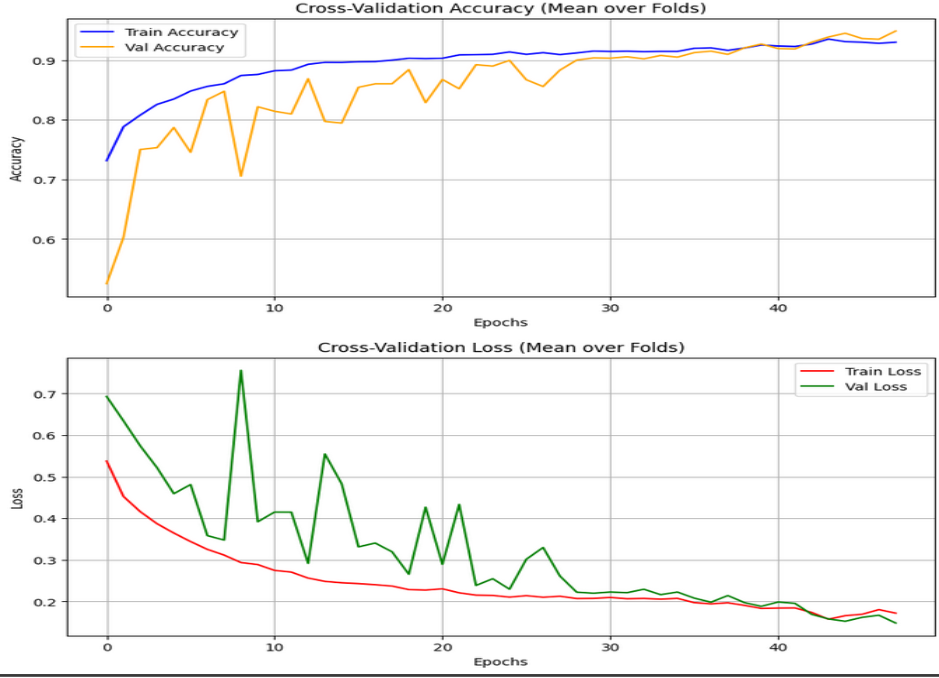 Cross-Validation Accuracy (Mean over Folds)
Train Accuracy
Val Accuracy
0.9
0.8
0.7
0.6
Accuracy
0 10 20 30 40
Epochs
Cross-Validation Loss (Mean over Folds)
Train Loss
Val Loss
0.7
0.6
0.5
0.4
0.3
0.2
Loss
0 10 20 30 40
Epochs